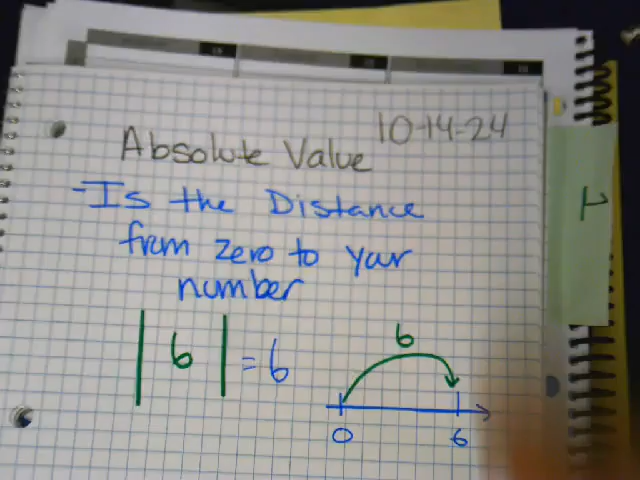 10-14-24
Absolute Value
-Is the Distance
from zero to your
number
|6| = 6
6
0 6